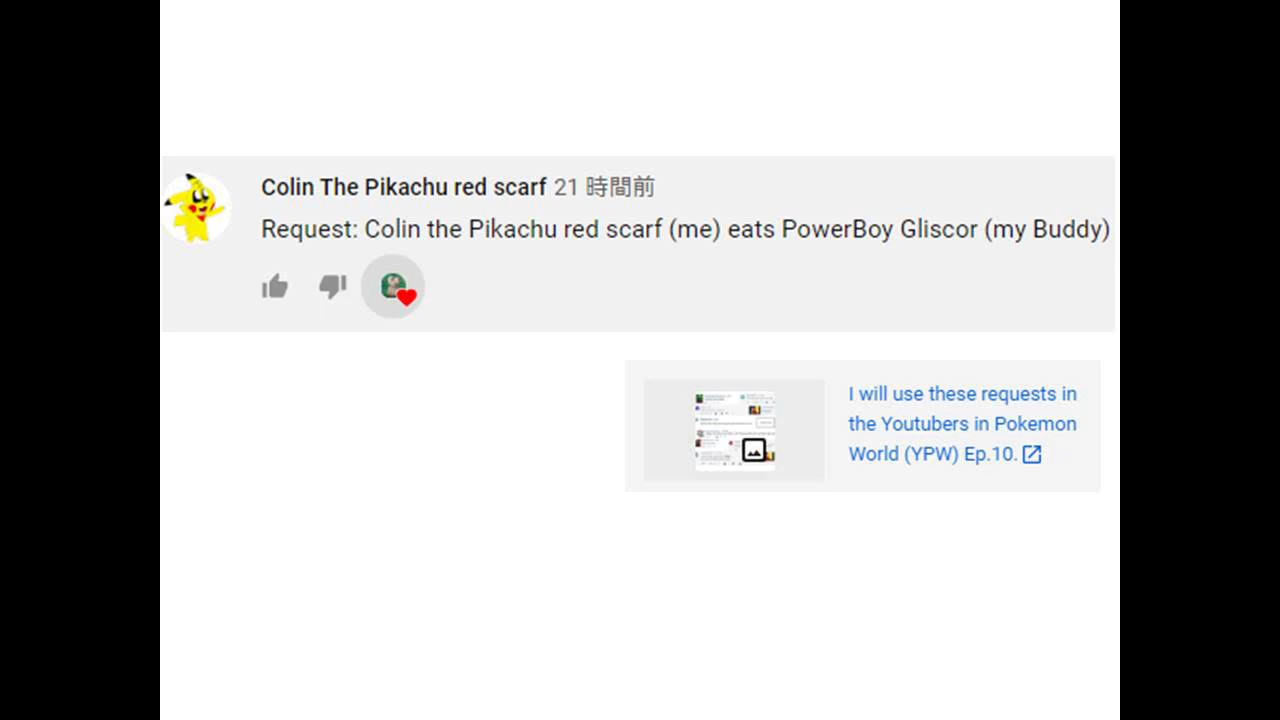 Colin The Pikachu red scarf 21 時間前
Request: Colin the Pikachu red scarf (me) eats PowerBoy Gliscor (my Buddy)
I will use these requests in
the Youtubers in Pokemon
World (YPW) Ep.10.